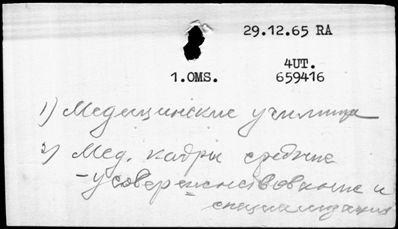 29.12.65 RA
4UT.
1.OMS. 659416
1) Медицинские училища
2) Мед. кадры средние
- усовершенствование и
специализация